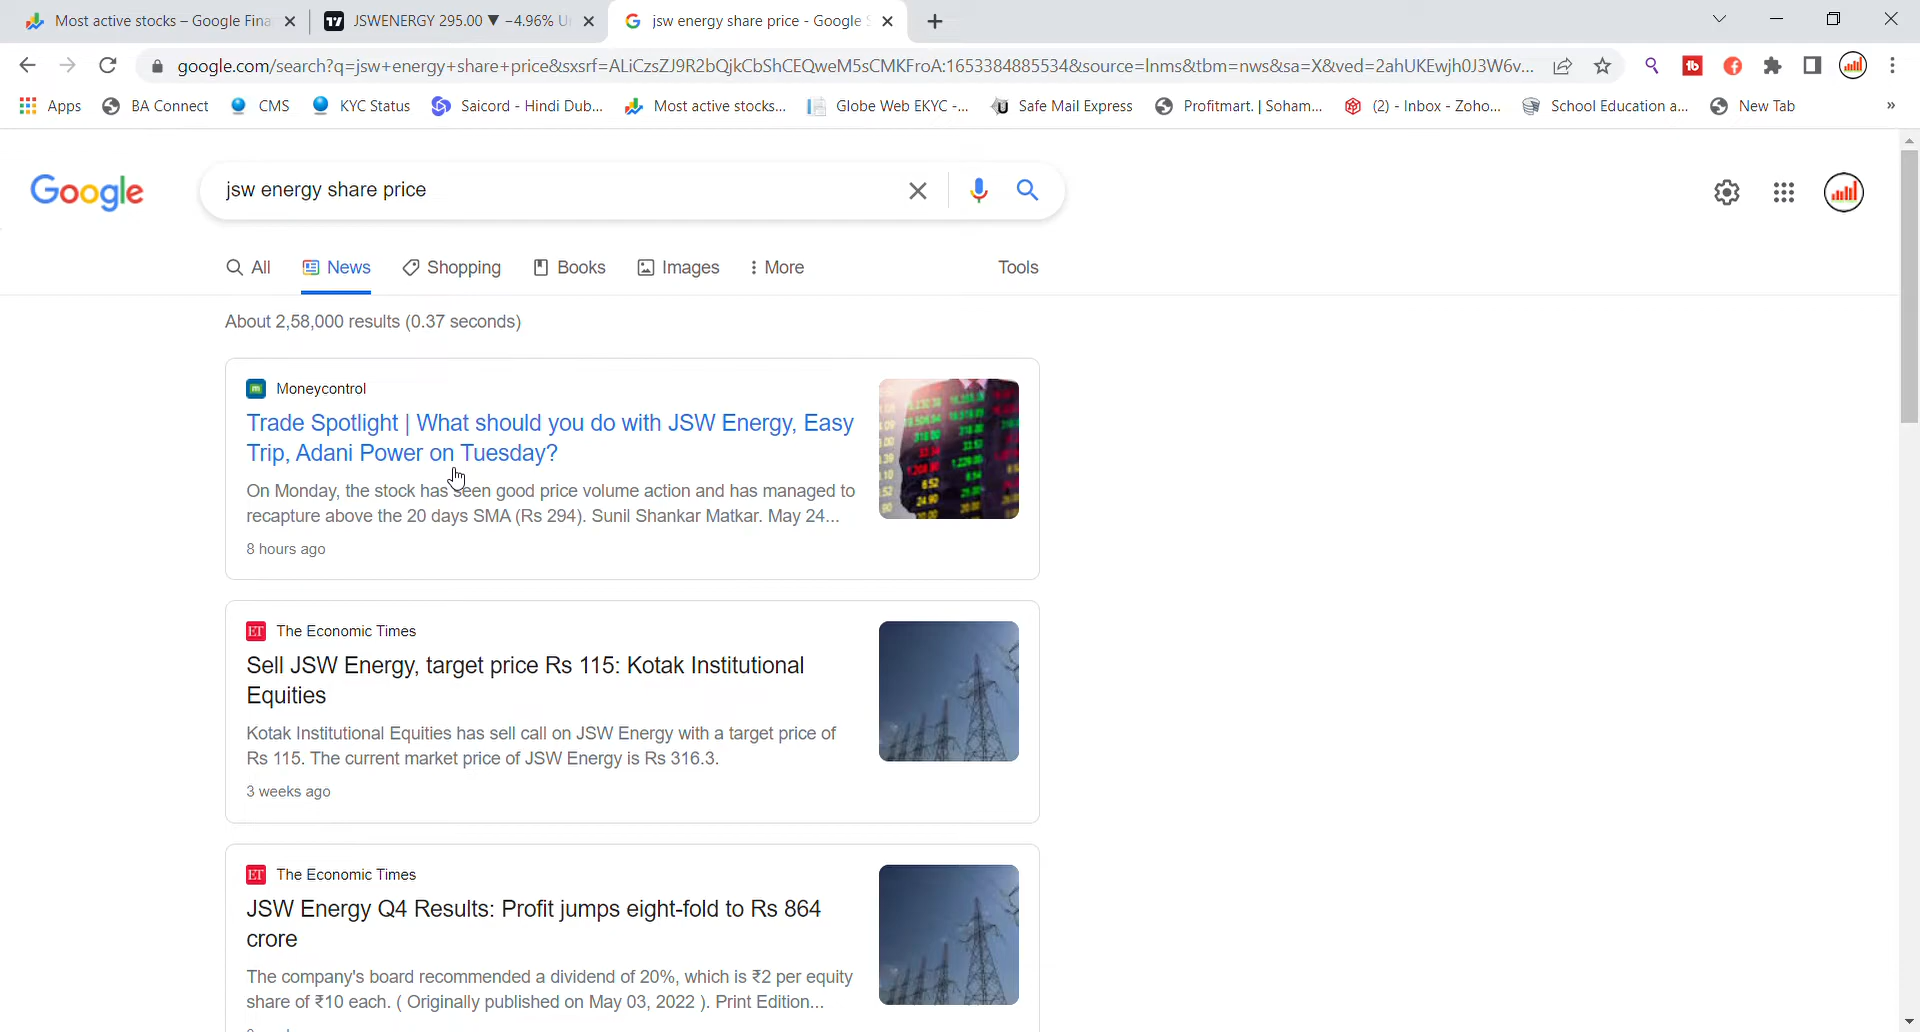 Most active stocks – Google Fina
JSWENERGY 295.00 ▼ −4.96% U
jsw energy share price - Google S
google.com/search?q=jsw+energy+share+price&sxsrf=ALiCzsZJ9R2bQjkCbShCEQweM5sCMKFroA:1653384885534&source=lnms&tbm=nws&sa=X&ved=2ahUKEwjh0J3W6v...
Apps BA Connect CMS KYC Status Saicord - Hindi Dub... Most active stocks... Globe Web EKYC -... Safe Mail Express Profitmart. | Soham... (2) - Inbox - Zoho... School Education a... New Tab »
Google
jsw energy share price
All News Shopping Books Images More Tools
About 2,58,000 results (0.37 seconds)
Moneycontrol
Trade Spotlight | What should you do with JSW Energy, Easy
Trip, Adani Power on Tuesday?
On Monday, the stock has seen good price volume action and has managed to
recapture above the 20 days SMA (Rs 294). Sunil Shankar Matkar. May 24...
8 hours ago
ET The Economic Times
Sell JSW Energy, target price Rs 115: Kotak Institutional
Equities
Kotak Institutional Equities has sell call on JSW Energy with a target price of
Rs 115. The current market price of JSW Energy is Rs 316.3.
3 weeks ago
ET The Economic Times
JSW Energy Q4 Results: Profit jumps eight-fold to Rs 864
crore
The company's board recommended a dividend of 20%, which is ₹2 per equity
share of ₹10 each. ( Originally published on May 03, 2022 ). Print Edition...